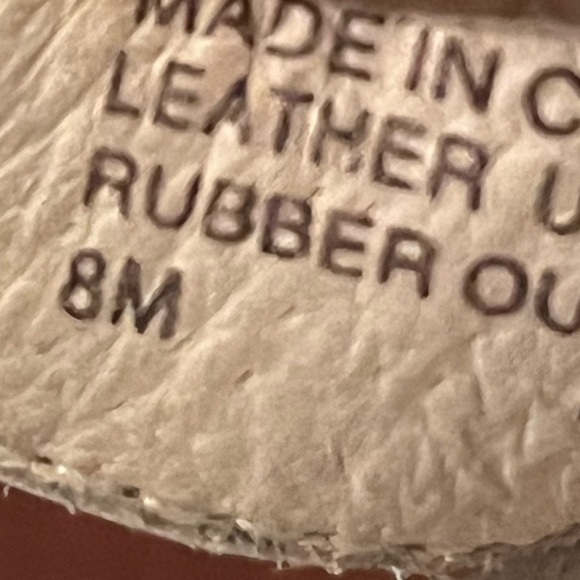 MADE IN C
LEATHER U
RUBBER OU
8M